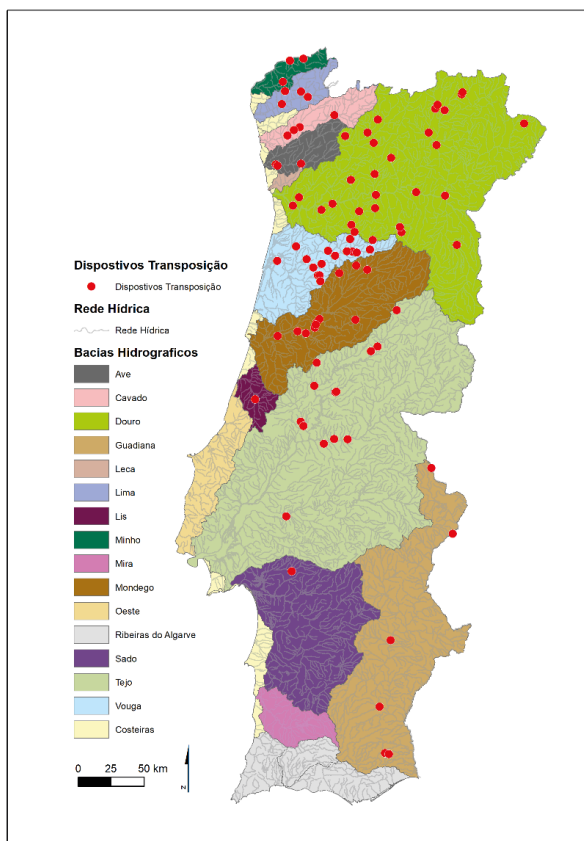 Dispostivos Transposição
Dispositivos Transposição
Rede Hídrica
Rede Hídrica
Bacias Hidrograficos
Ave
Cavado
Douro
Guadiana
Leca
Lima
Lis
Minho
Mira
Mondego
Oeste
Ribeiras do Algarve
Sado
Tejo
Vouga
Costeiras
0 25 50 km
N